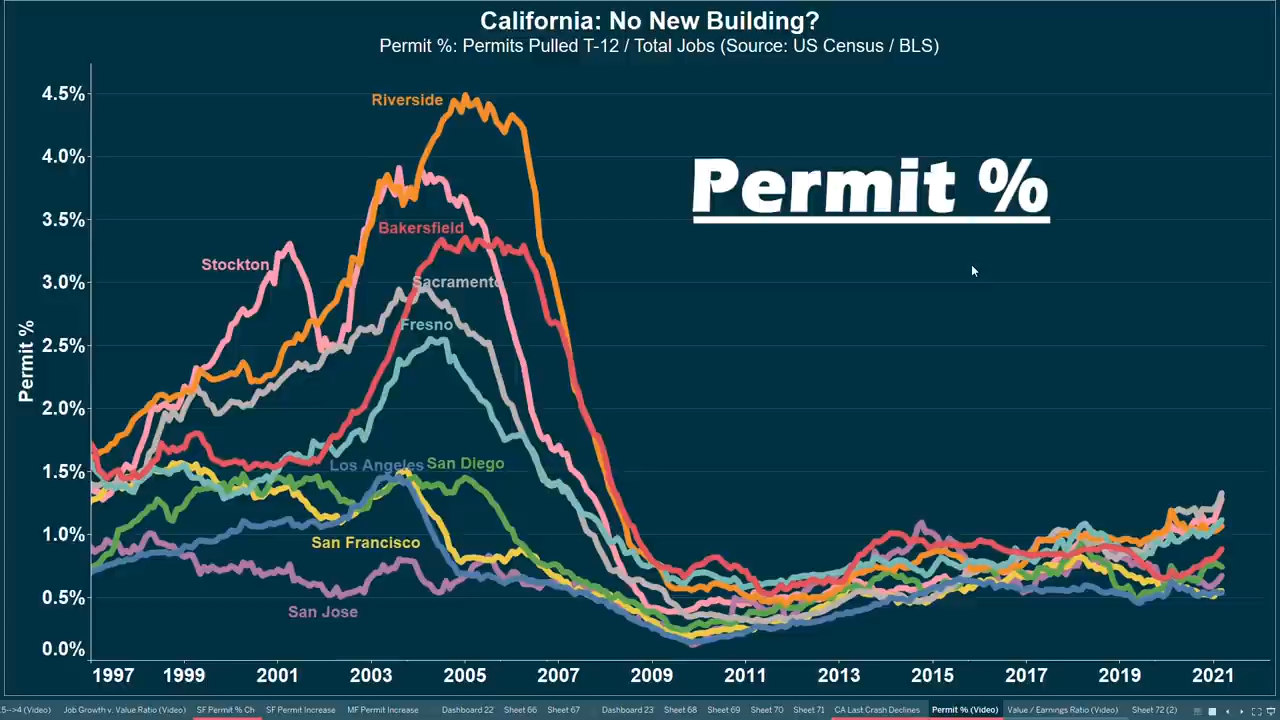 California: No New Building?
Permit %: Permits Pulled T-12 / Total Jobs (Source: US Census / BLS)
4.5%
4.0%
3.5%
3.0%
2.5%
2.0%
1.5%
1.0%
0.5%
0.0%
Permit %
Riverside
Permit %
Bakersfield
Stockton
Sacramento
Fresno
Los Angeles
San Diego
San Francisco
San Jose
1997 1999 2001 2003 2005 2007 2009 2011 2013 2015 2017 2019 2021
.5-->4 (Video) Job Growth v. Value Ratio (Video) SF Permit % Ch SF Permit Increase MF Permit Increase Dashboard 22 Sheet 66 Sheet 67 Dashboard 23 Sheet 68 Sheet 69 Sheet 70 Sheet 71 CA Last Crash Declines Permit % (Video) Value / Earnings Ratio (Video) Sheet 72 (2)